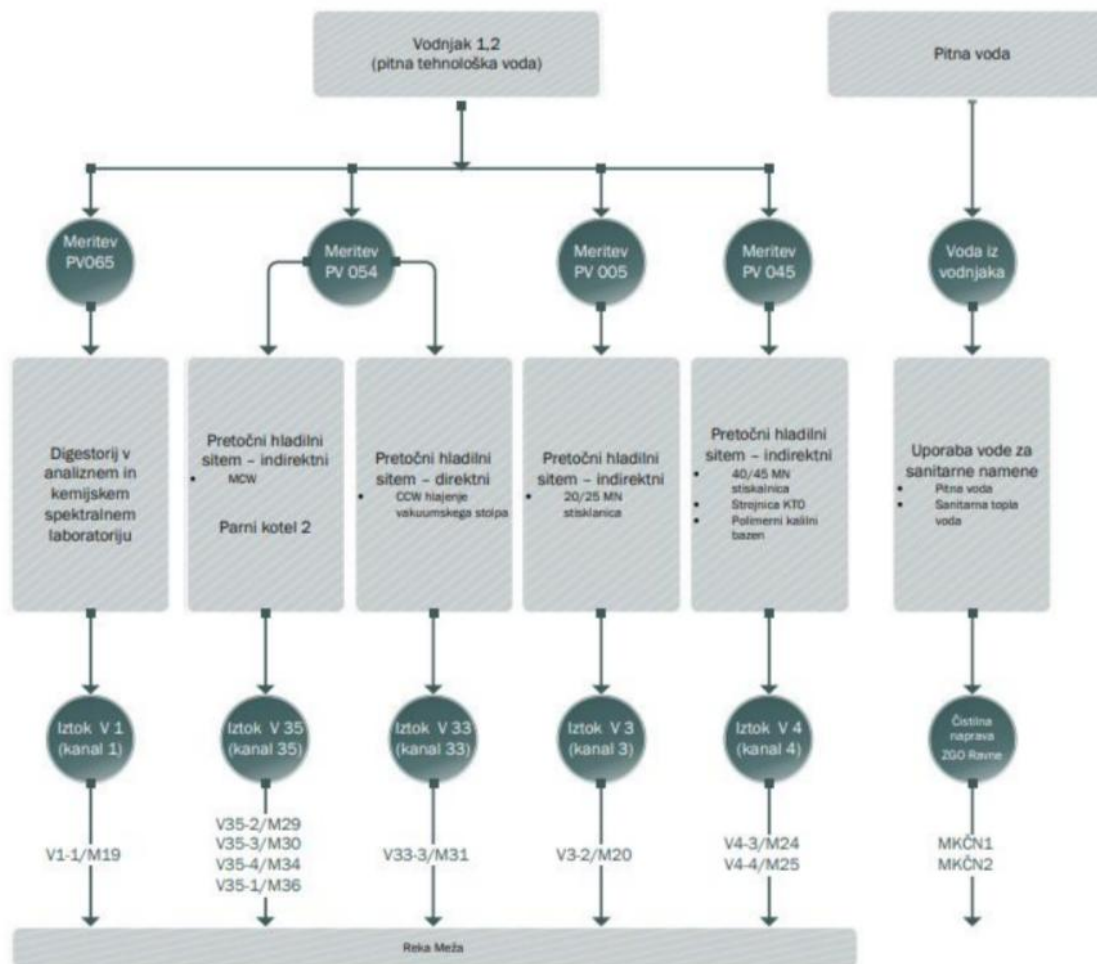 Vodnjak 1,2
(pitna tehnološka voda)
Pitna voda
Meritev
PV065
Meritev
PV 054
Meritev
PV 005
Meritev
PV 045
Voda iz
vodnjaka
Digestorij v
analiznem in
kemijskem
spektralnem
laboratoriju
Pretočni hladilni
sitem – indirektni
• MCW
Parni kotel 2
Pretočni hladilni
sitem – direktni
• CCW hlajenje
vakuumskega stolpa
Pretočni hladilni
sitem – indirektni
• 20/25 MN
stisklanica
Pretočni hladilni
sitem – indirektni
• 40/45 MN
stiskalnica
• Strojnica KTO
• Polimerni kalilni
bazen
Uporaba vode za
sanitarne namene
• Pitna voda
• Sanitarna topla
voda
Iztok V 1
(kanal 1)
Iztok V 35
(kanal 35)
Iztok V 33
(kanal 33)
Iztok V 3
(kanal 3)
Iztok V 4
(kanal 4)
Čistilna
naprava
ZGO Ravne
V1-1/M19
V35-2/M29
V35-3/M30
V35-4/M34
V35-1/M36
V33-3/M31
V3-2/M20
V4-3/M24
V4-4/M25
MKČN1
MKČN2
Reka Meža